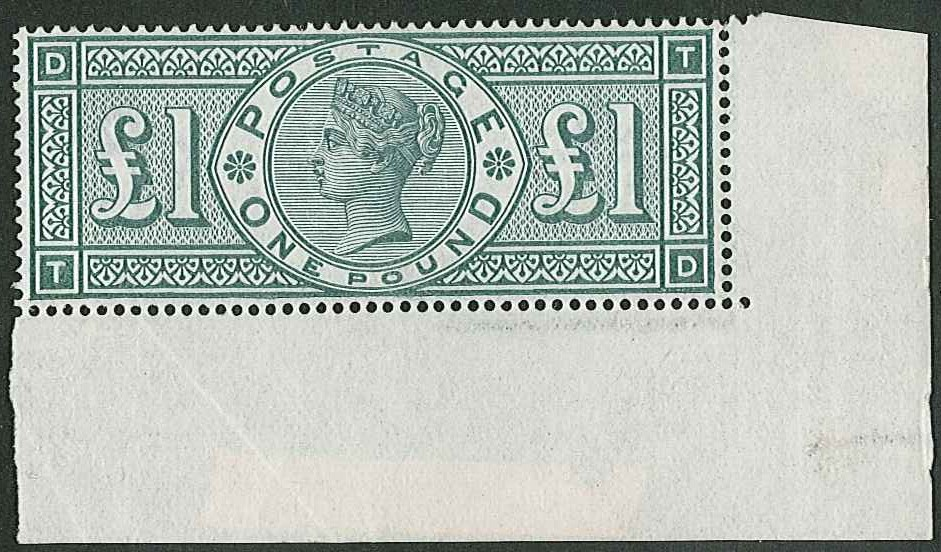 D T
POSTAGE
£1 £1
ONE POUND
T D